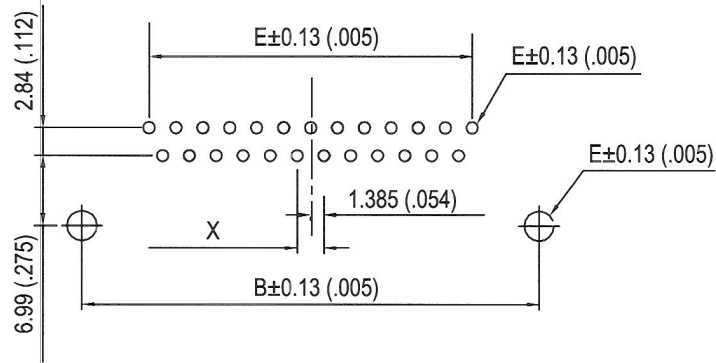 E±0.13 (.005)
E±0.13 (.005)
2.84 (.112)
E±0.13 (.005)
1.385 (.054)
X
6.99 (.275)
B±0.13 (.005)